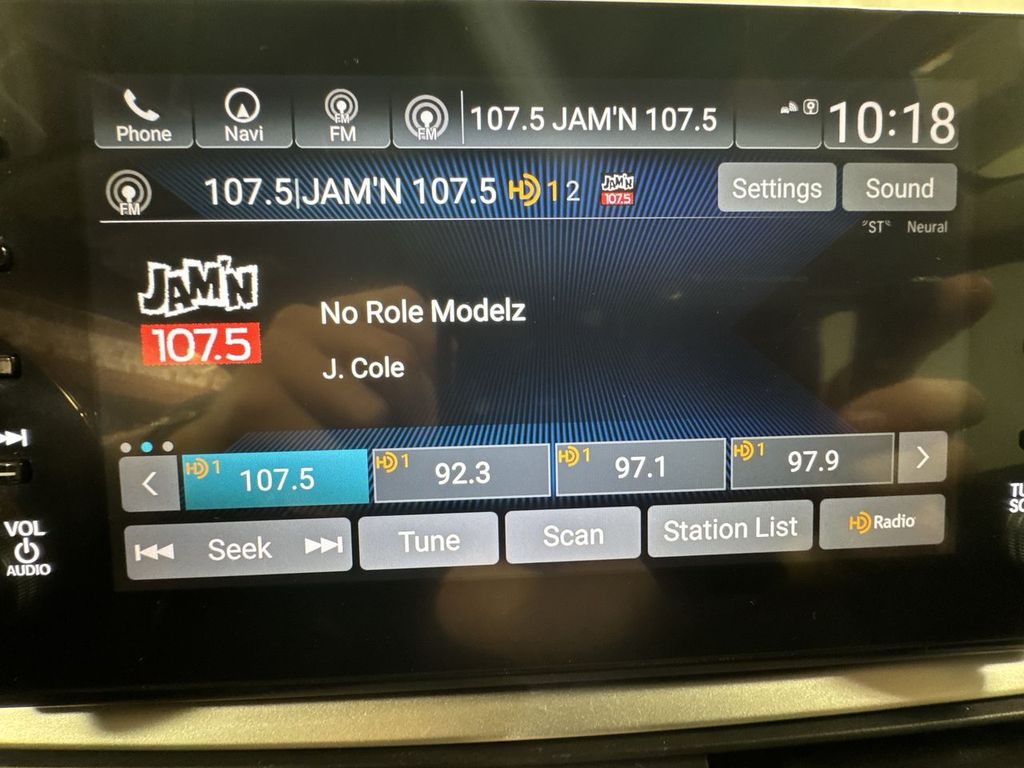 Phone
Navi
FM
FM
FM
107.5 JAM'N 107.5
10:18
FM
107.5|JAM'N 107.5 HD 1 2
JAM'N
107.5
Settings
Sound
"ST"
Neural
JAM'N
107.5
No Role Modelz
J. Cole
HD 1
107.5
HD 1
92.3
HD 1
97.1
HD 1
97.9
Seek
Tune
Scan
Station List
HD Radio
VOL
AUDIO
TU
SO